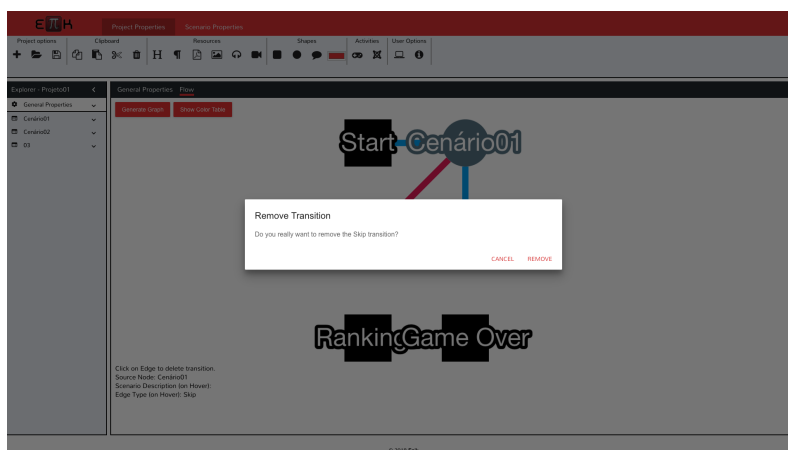 EπK
Project Properties Scenario Properties
Project options Clipboard Resources Shapes Activities User Options
Explorer - Projeto01
General Properties
Cenário01
Cenário02
D3
General Properties Flow
Generate Graph Show Color Table
Start Cenário01
Remove Transition
Do you really want to remove the Skip transition?
CANCEL REMOVE
Ranking Game Over
Click on Edge to delete transition.
Source Node: Cenário01
Scenario Description (on Hover):
Edge Type (on Hover): Skip